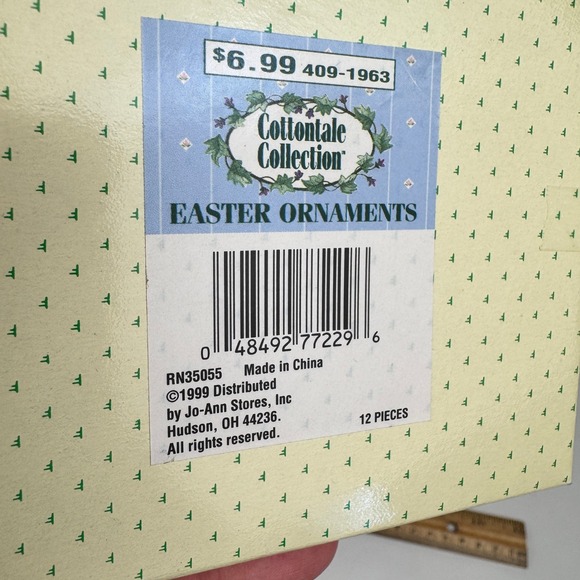 $6.99 409-1963
Cottontale
Collection™
EASTER ORNAMENTS
0 48492 77229 6
RN35055 Made in China
©1999 Distributed
by Jo-Ann Stores, Inc
Hudson, OH 44236.
All rights reserved.
12 PIECES